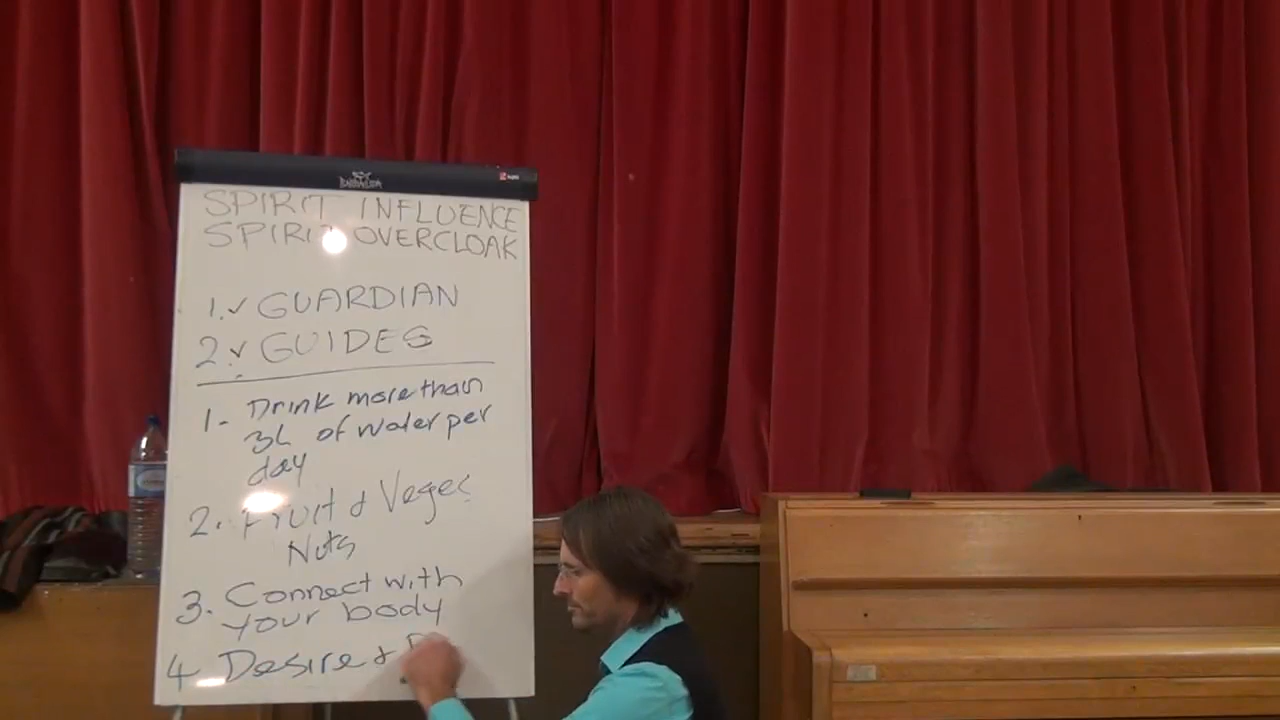 SPIRIT INFLUENCE
SPIRIT OVERCLOAK
1.✓ GUARDIAN
2.✓ GUIDES
1- Drink more than
3L of water per
day
2. Fruit & Veges
Nuts
3. Connect with
your body
4 Desire &